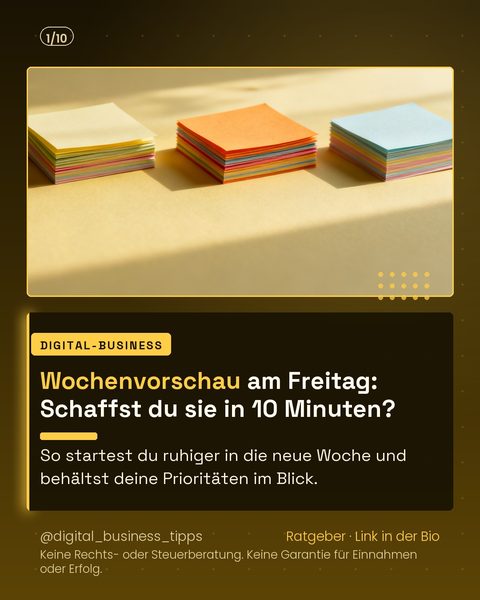 1/10
DIGITAL-BUSINESS
Wochenvorschau am Freitag:
Schaffst du sie in 10 Minuten?
So startest du ruhiger in die neue Woche und
behältst deine Prioritäten im Blick.
@digital_business_tipps
Ratgeber · Link in der Bio
Keine Rechts- oder Steuerberatung. Keine Garantie für Einnahmen
oder Erfolg.